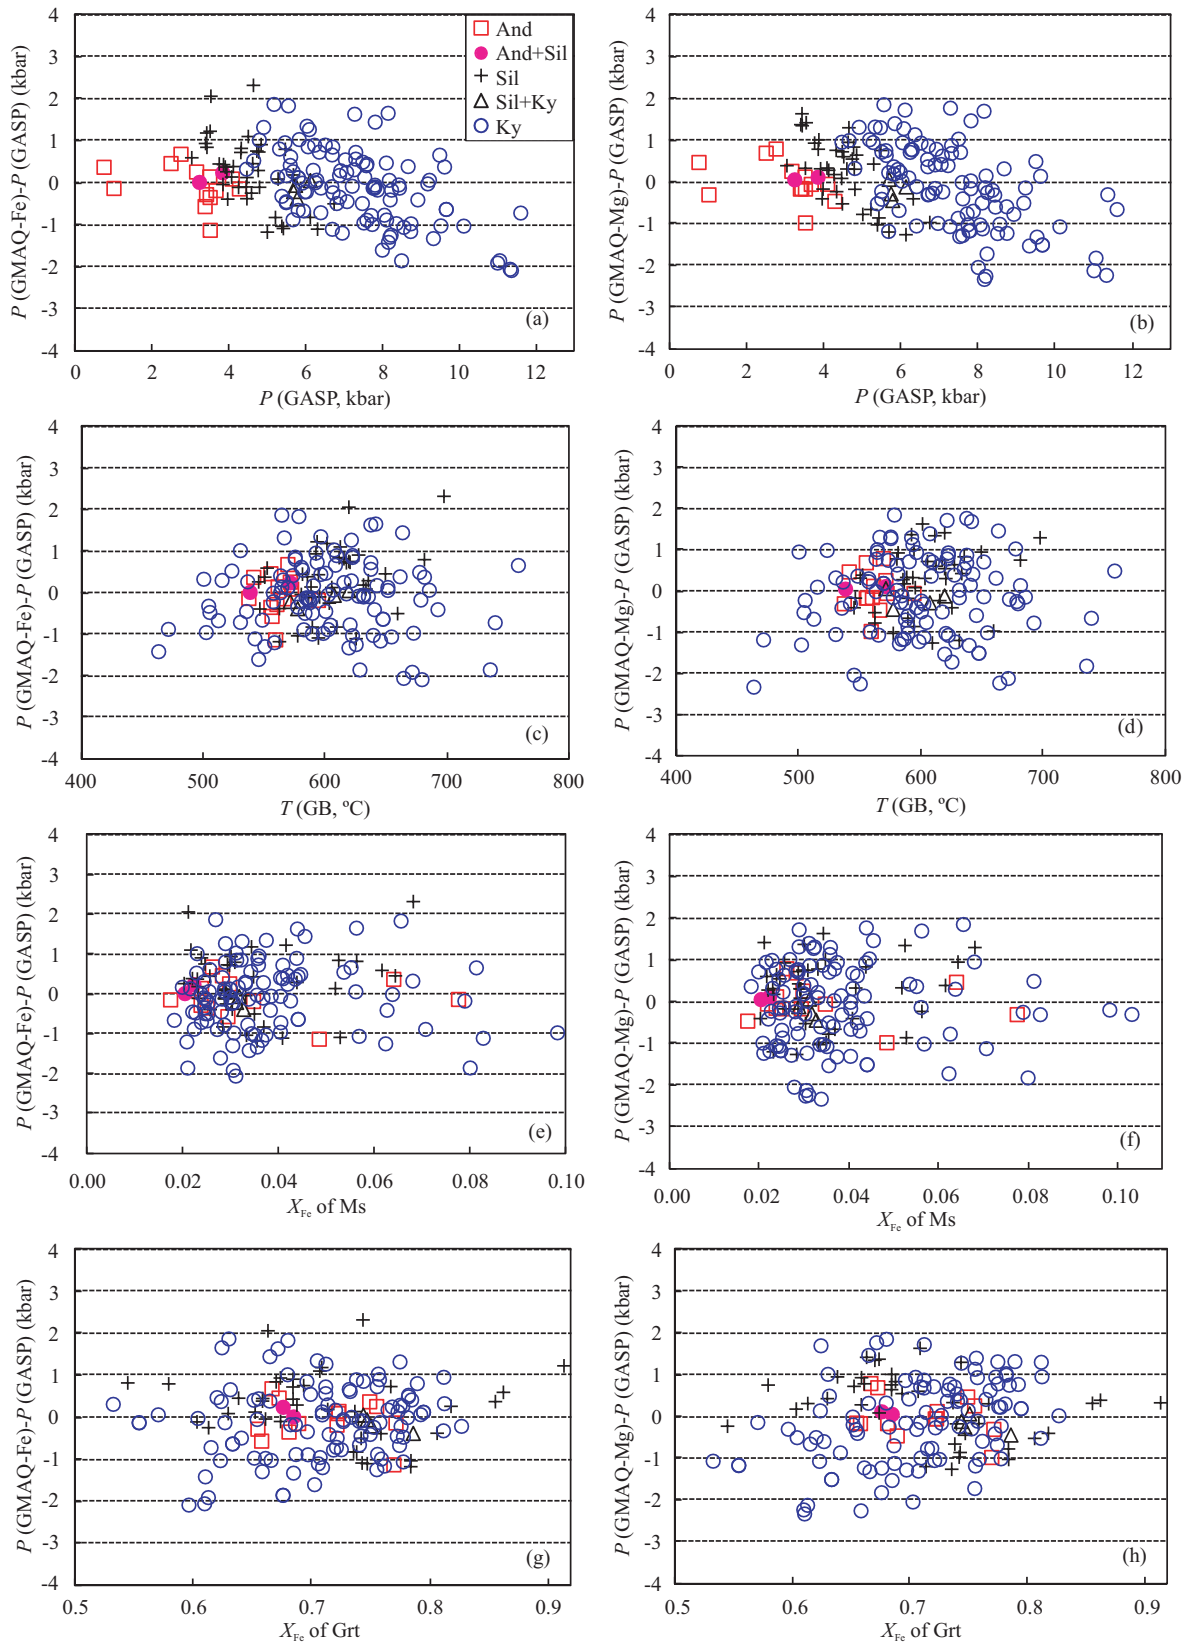 P (GMAQ-Fe)-P (GASP) (kbar)
4
3
2
1
0
-1
-2
-3
-4
And
And+Sil
Sil
Sil+Ky
Ky
(a)
0 2 4 6 8 10 12
P (GASP, kbar)
P (GMAQ-Mg)-P (GASP) (kbar)
4
3
2
1
0
-1
-2
-3
-4
(b)
0 2 4 6 8 10 12
P (GASP, kbar)
P (GMAQ-Fe)-P (GASP) (kbar)
4
3
2
1
0
-1
-2
-3
-4
(c)
400 500 600 700 800
T (GB, ºC)
P (GMAQ-Mg)-P (GASP) (kbar)
4
3
2
1
0
-1
-2
-3
-4
(d)
400 500 600 700 800
T (GB, ºC)
P (GMAQ-Fe)-P (GASP) (kbar)
4
3
2
1
0
-1
-2
-3
-4
(e)
0.00 0.02 0.04 0.06 0.08 0.10
XFe of Ms
P (GMAQ-Mg)-P (GASP) (kbar)
4
3
2
1
0
-1
-2
-3
-4
(f)
0.00 0.02 0.04 0.06 0.08 0.10
XFe of Ms
P (GMAQ-Fe)-P (GASP) (kbar)
4
3
2
1
0
-1
-2
-3
-4
(g)
0.5 0.6 0.7 0.8 0.9
XFe of Grt
P (GMAQ-Mg)-P (GASP) (kbar)
4
3
2
1
0
-1
-2
-3
-4
(h)
0.5 0.6 0.7 0.8 0.9
XFe of Grt